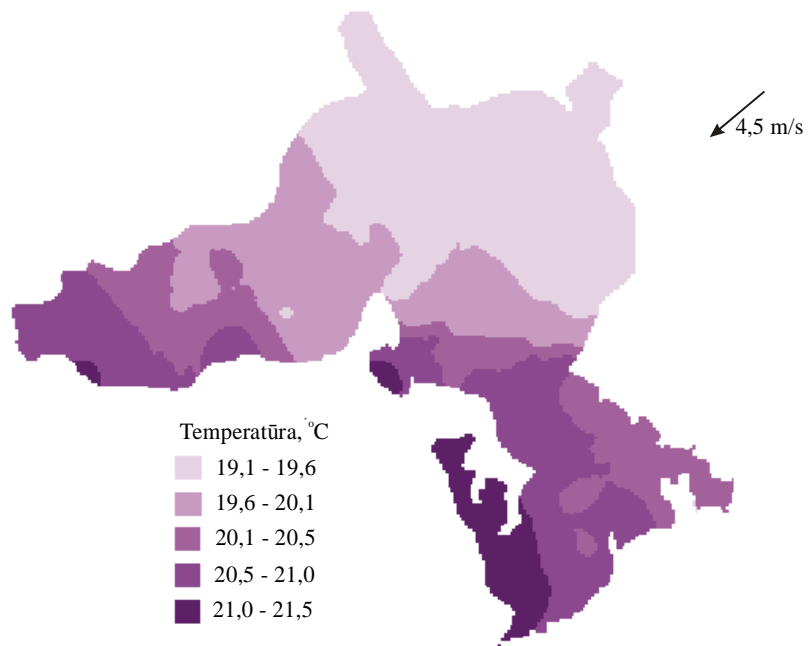 4,5 m/s
Temperatūra, °C
19,1 - 19,6
19,6 - 20,1
20,1 - 20,5
20,5 - 21,0
21,0 - 21,5